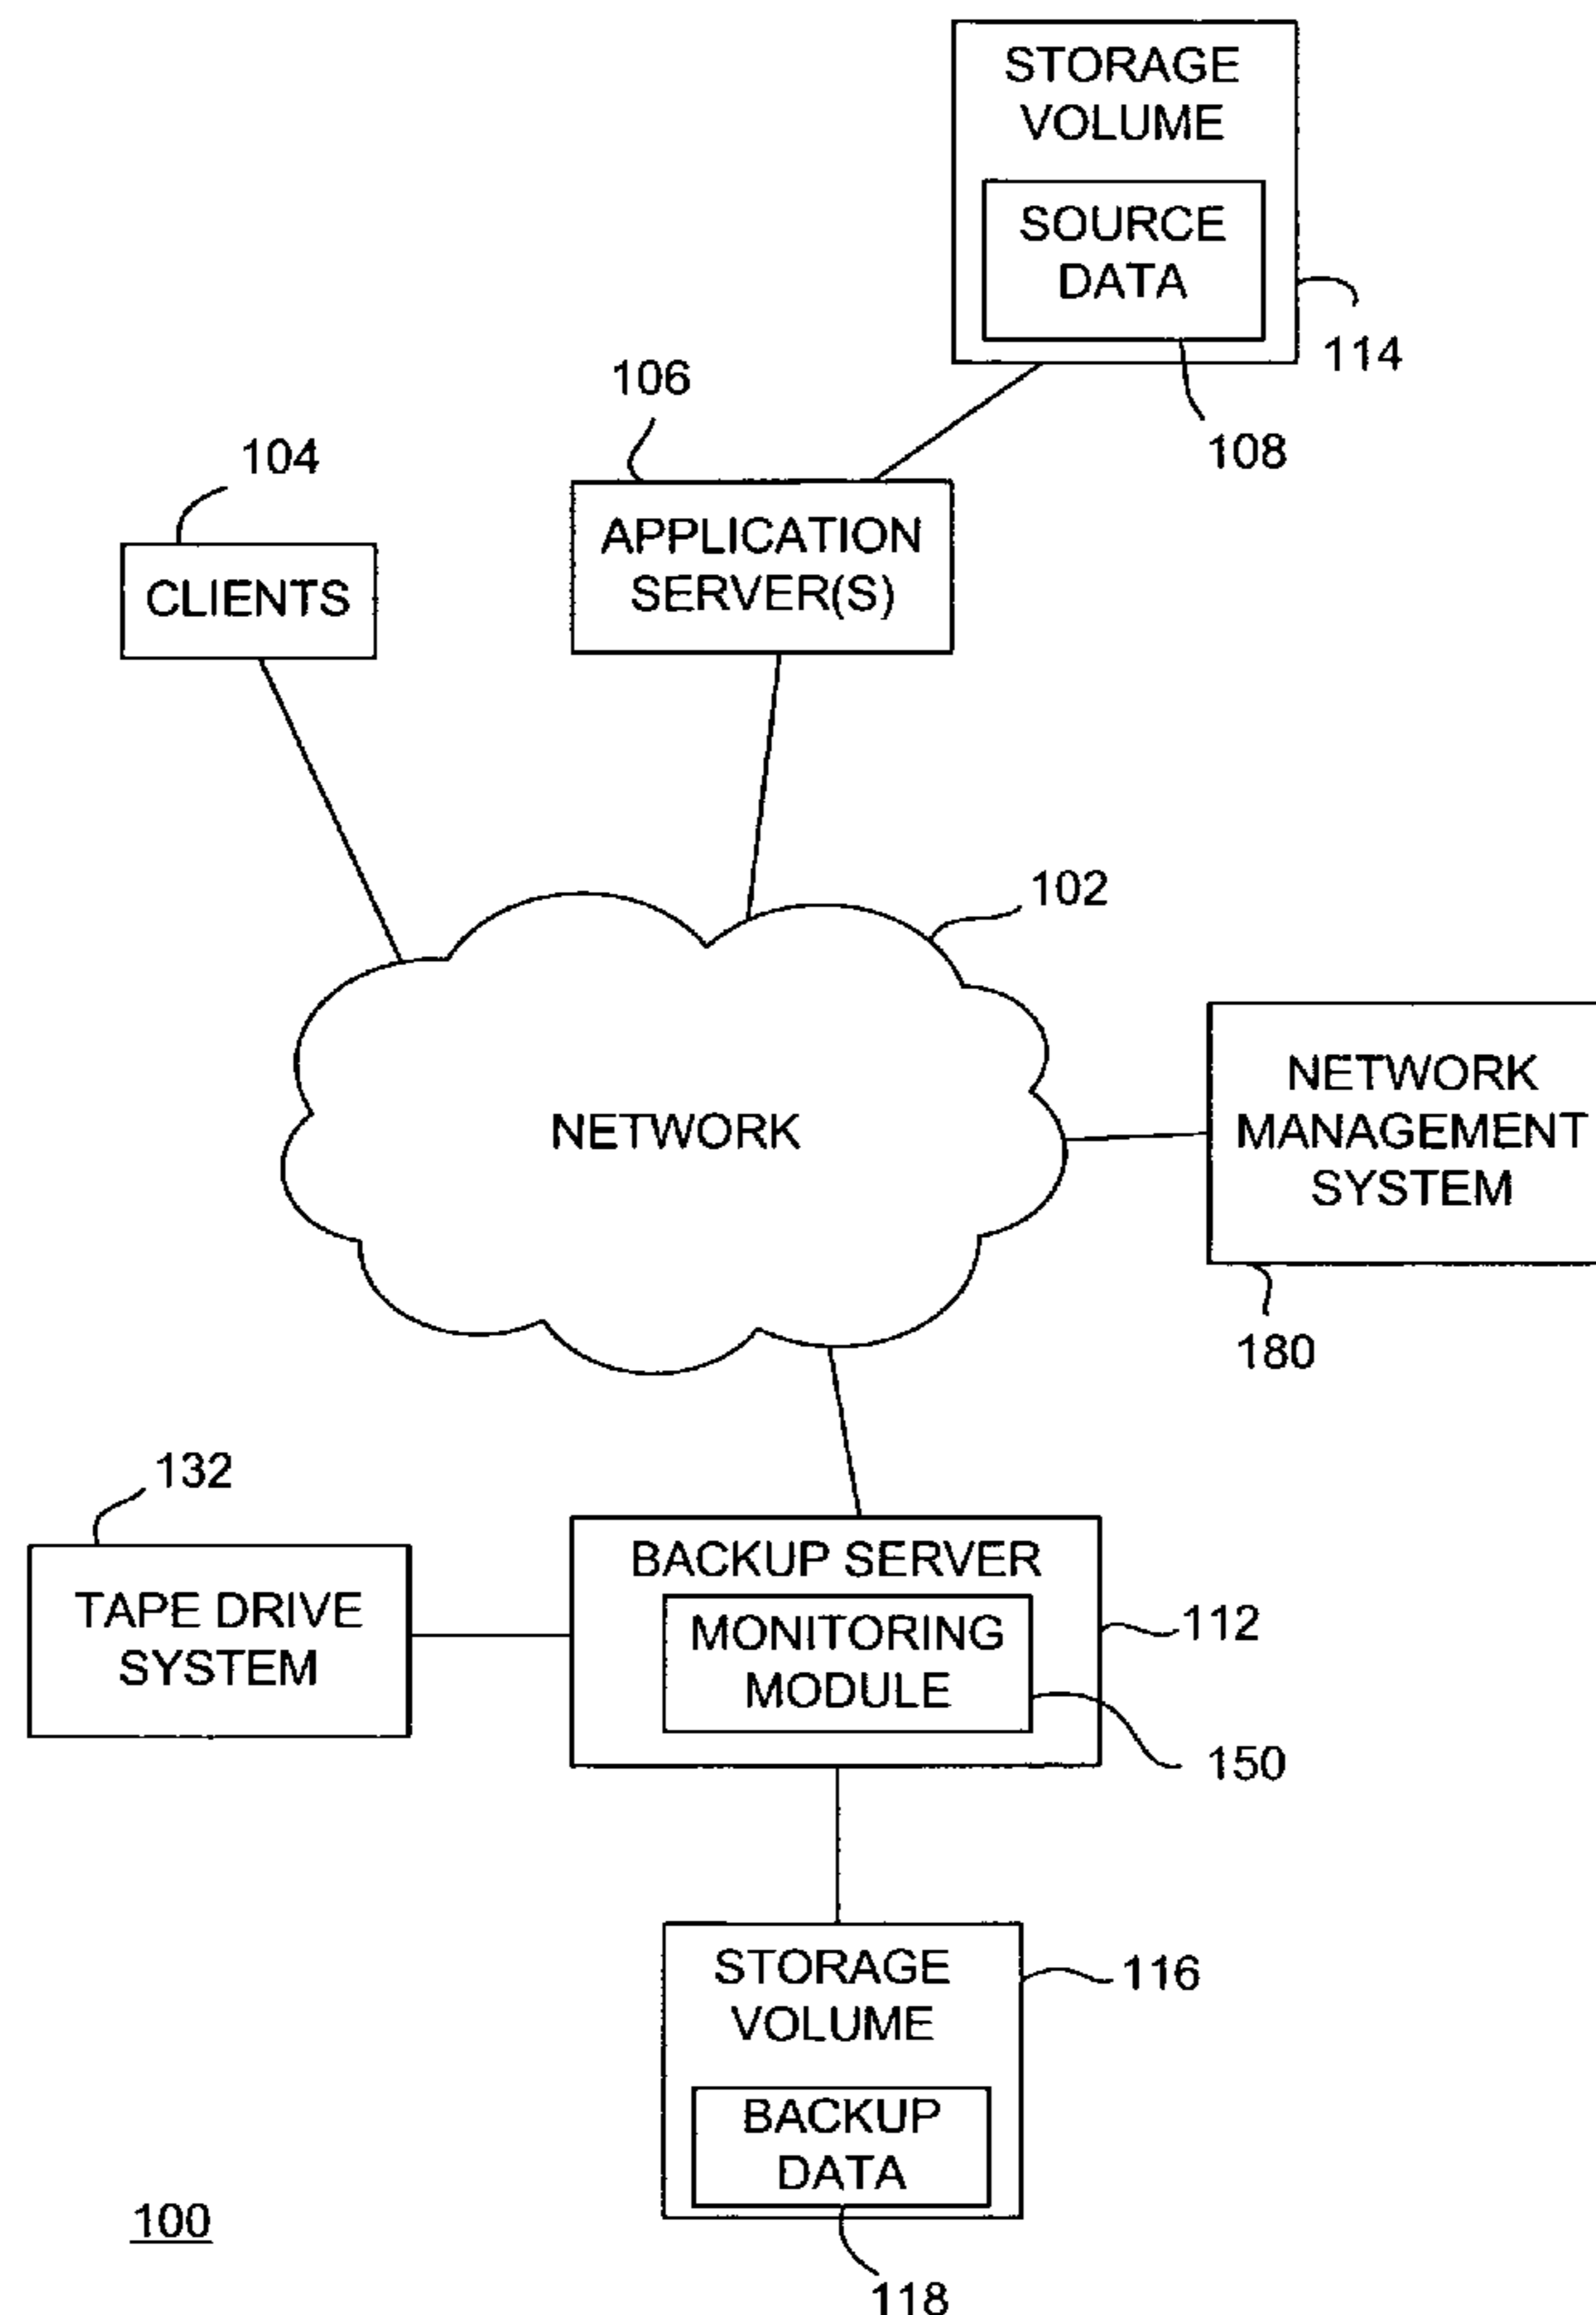 STORAGE
VOLUME
SOURCE
DATA
114
108
106
APPLICATION
SERVER(S)
104
CLIENTS
102
NETWORK
NETWORK
MANAGEMENT
SYSTEM
180
132
TAPE DRIVE
SYSTEM
BACKUP SERVER
MONITORING
MODULE
112
150
STORAGE
VOLUME
116
BACKUP
DATA
118
100